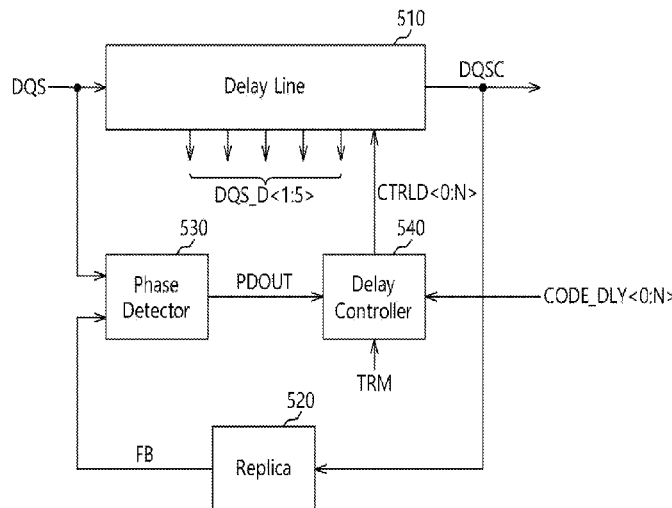 510
DQS
Delay Line
DQSC
DQS_D<1:5>
CTRLD<0:N>
530
540
Phase
Detector
PDOUT
Delay
Controller
CODE_DLY<0:N>
TRM
520
FB
Replica